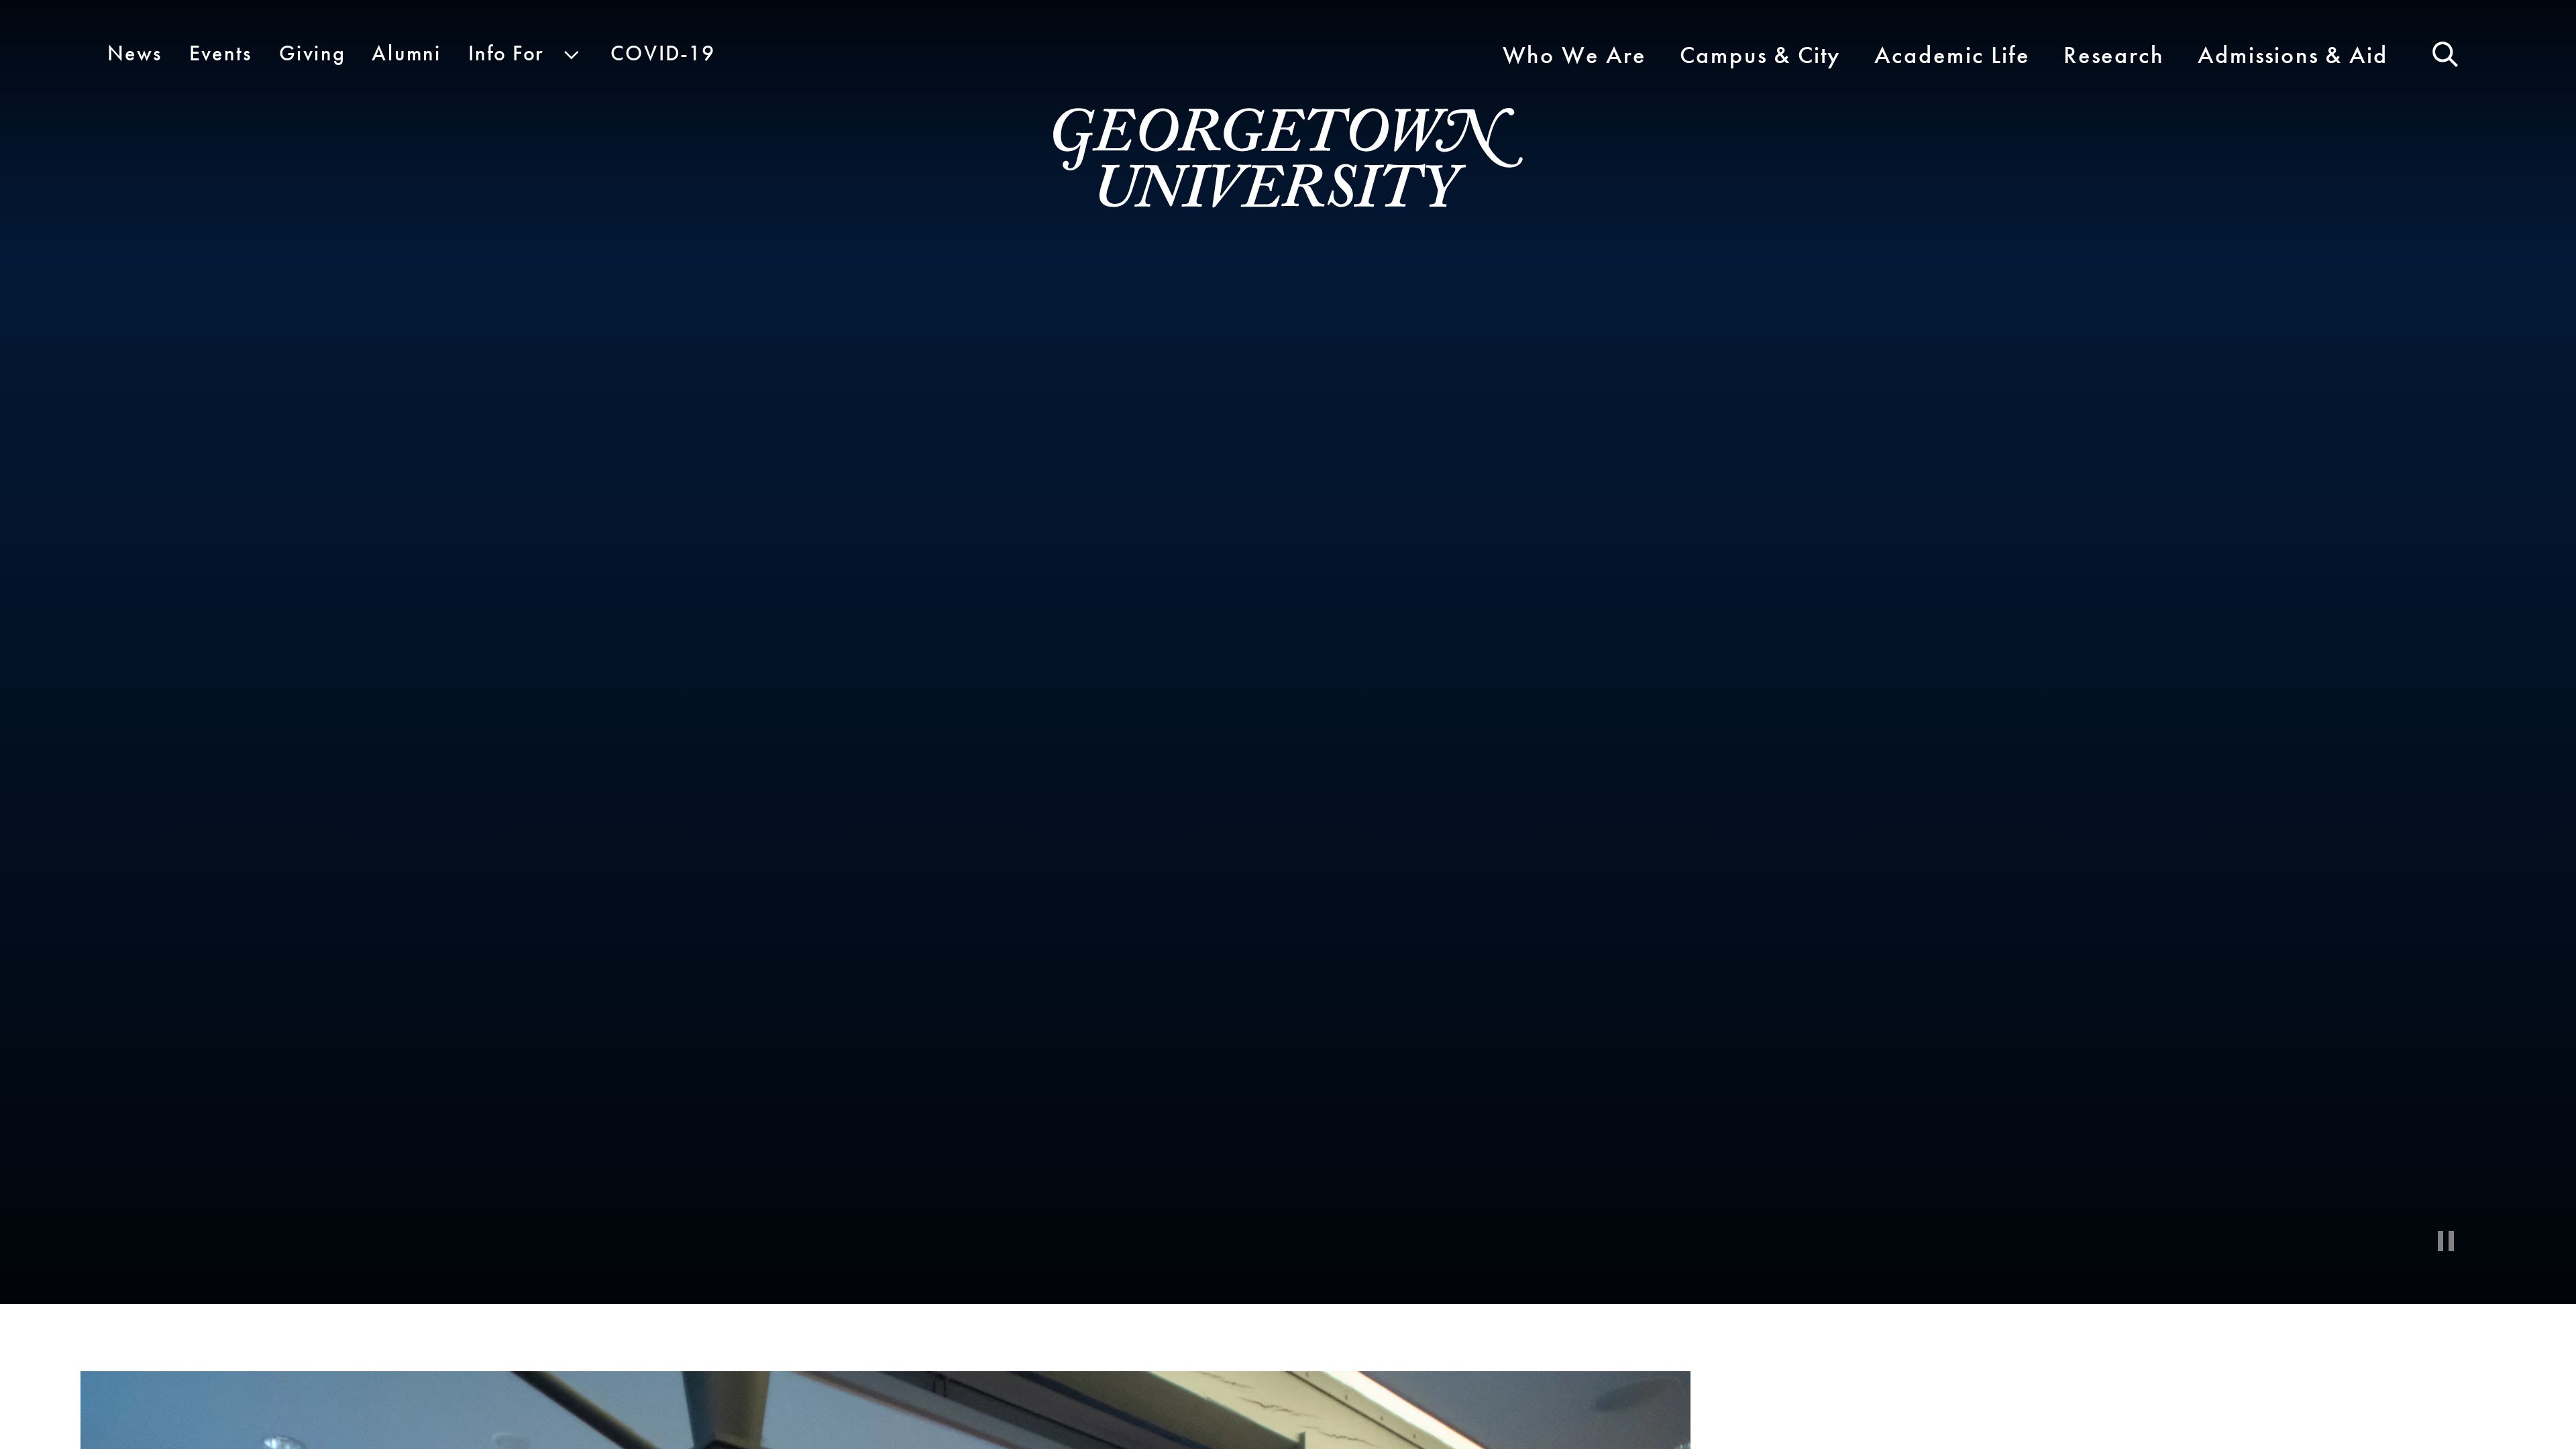 News Events Giving Alumni Info For COVID-19
Who We Are Campus & City Academic Life Research Admissions & Aid
GEORGETOWN
UNIVERSITY